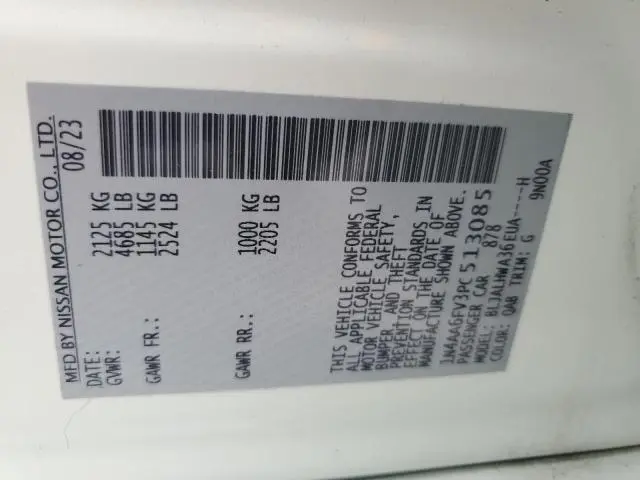 MFD BY NISSAN MOTOR CO., LTD.
DATE: 08/23
GVWR: 2125 KG
4685 LB
GAWR FR.: 1145 KG
2524 LB
GAWR RR.: 1000 KG
2205 LB
THIS VEHICLE CONFORMS TO
ALL APPLICABLE FEDERAL
MOTOR VEHICLE SAFETY,
BUMPER, AND THEFT
PREVENTION STANDARDS IN
EFFECT ON THE DATE OF
MANUFACTURE SHOWN ABOVE.
JN4AA6FV3PC513085
PASSENGER CAR 878
MODEL: BLJALHWA36EUA----H
COLOR: QAB TRIM: G 9N00A